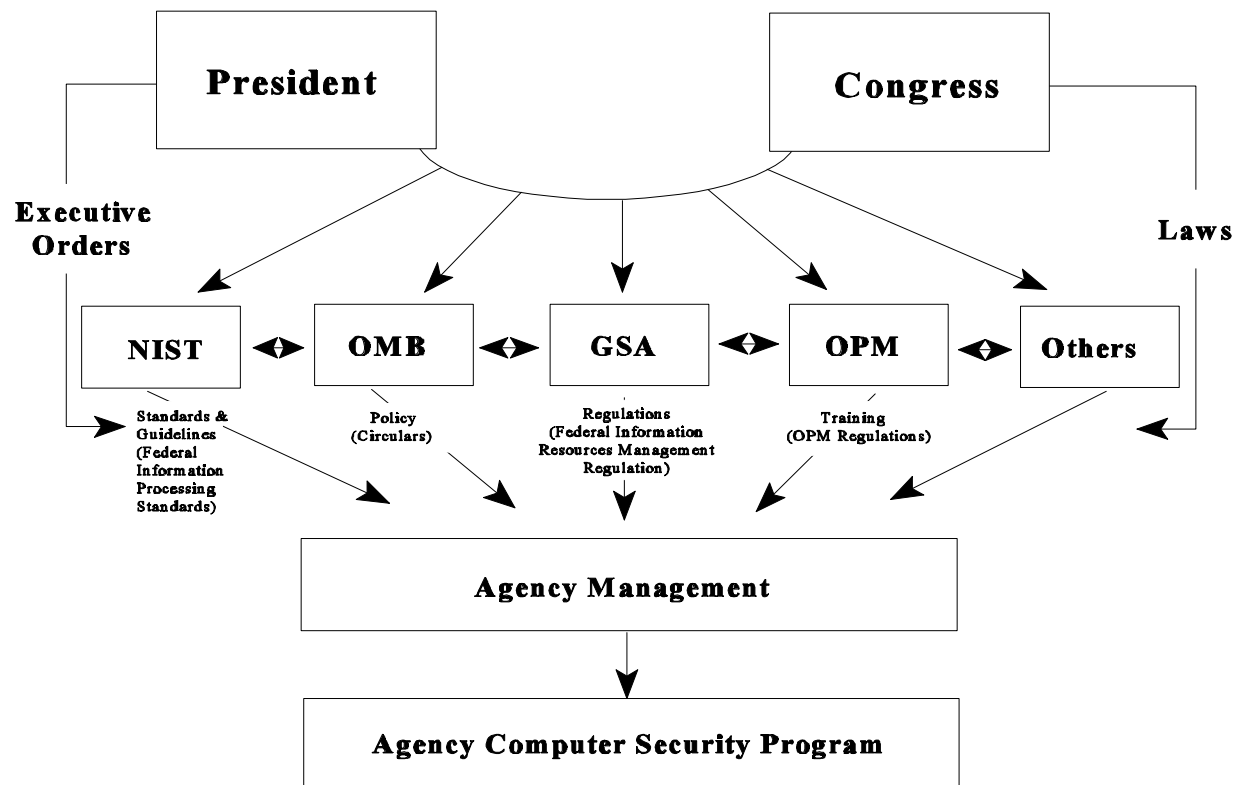 President
Congress
Executive
Orders
Laws
NIST
OMB
GSA
OPM
Others
Standards &
Guidelines
(Federal
Information
Processing
Standards)
Policy
(Circulars)
Regulations
(Federal Information
Resources Management
Regulation)
Training
(OPM Regulations)
Agency Management
Agency Computer Security Program